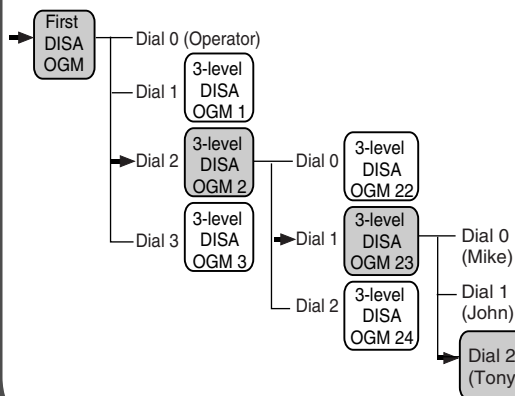 First
DISA
OGM
Dial 0 (Operator)
Dial 1
3-level
DISA
OGM 1
Dial 2
3-level
DISA
OGM 2
Dial 3
3-level
DISA
OGM 3
Dial 0
3-level
DISA
OGM 22
Dial 1
3-level
DISA
OGM 23
Dial 2
3-level
DISA
OGM 24
Dial 0
(Mike)
Dial 1
(John)
Dial 2
(Tony